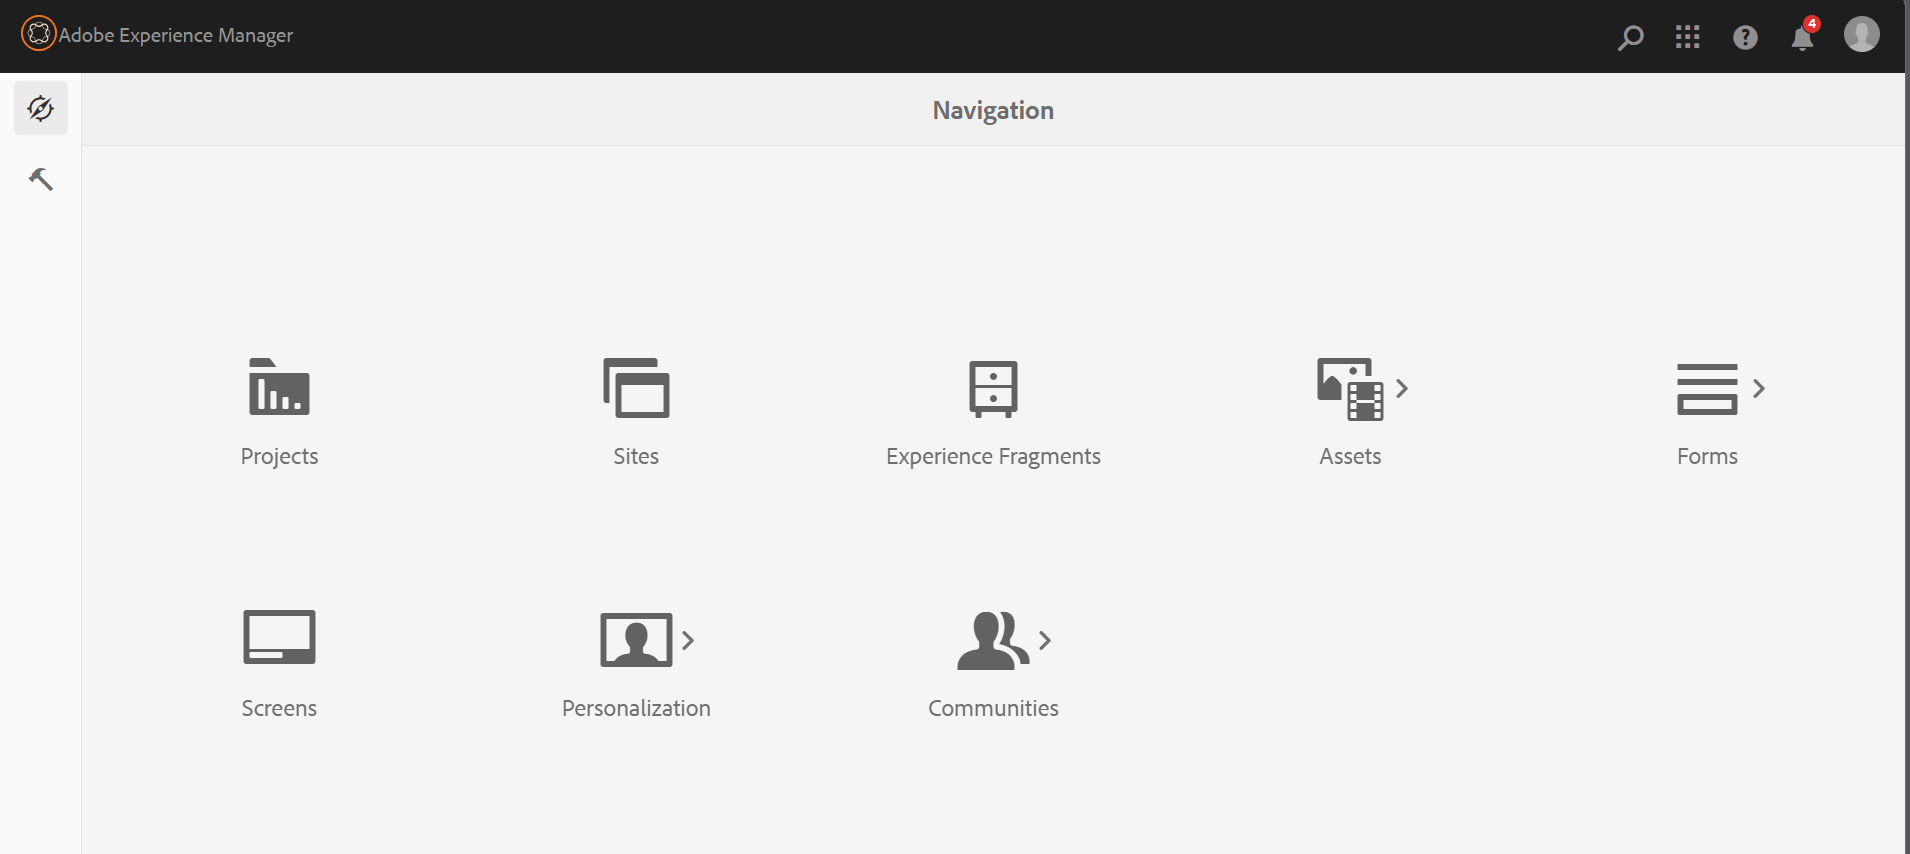 Adobe Experience Manager
4
Navigation
Projects
Sites
Experience Fragments
Assets
Forms
Screens
Personalization
Communities